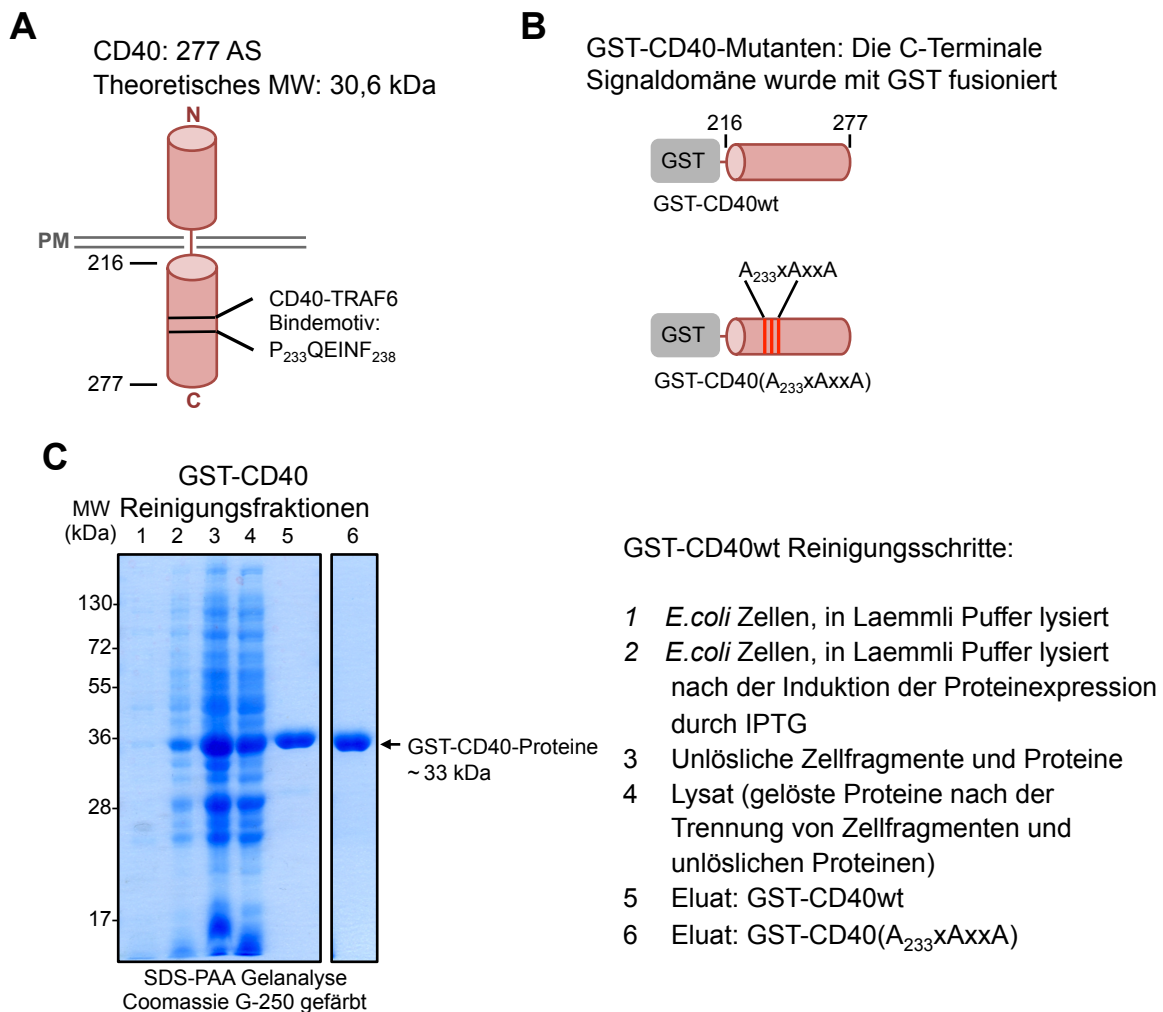 A
CD40: 277 AS
Theoretisches MW: 30,6 kDa
N
PM
216
CD40-TRAF6
Bindemotiv:
P₂₃₃QEINF₂₃₈
277
C
B
GST-CD40-Mutanten: Die C-Terminale
Signaldomäne wurde mit GST fusioniert
216 277
GST
GST-CD40wt
A₂₃₃xAxxA
GST
GST-CD40(A₂₃₃xAxxA)
C
GST-CD40
Reinigungsfraktionen
MW
(kDa)
1 2 3 4 5 6
130
72
55
36
28
17
GST-CD40-Proteine
~ 33 kDa
SDS-PAA Gelanalyse
Coomassie G-250 gefärbt
GST-CD40wt Reinigungsschritte:
1 E.coli Zellen, in Laemmli Puffer lysiert
2 E.coli Zellen, in Laemmli Puffer lysiert
nach der Induktion der Proteinexpression
durch IPTG
3 Unlösliche Zellfragmente und Proteine
4 Lysat (gelöste Proteine nach der
Trennung von Zellfragmenten und
unlöslichen Proteinen)
5 Eluat: GST-CD40wt
6 Eluat: GST-CD40(A₂₃₃xAxxA)